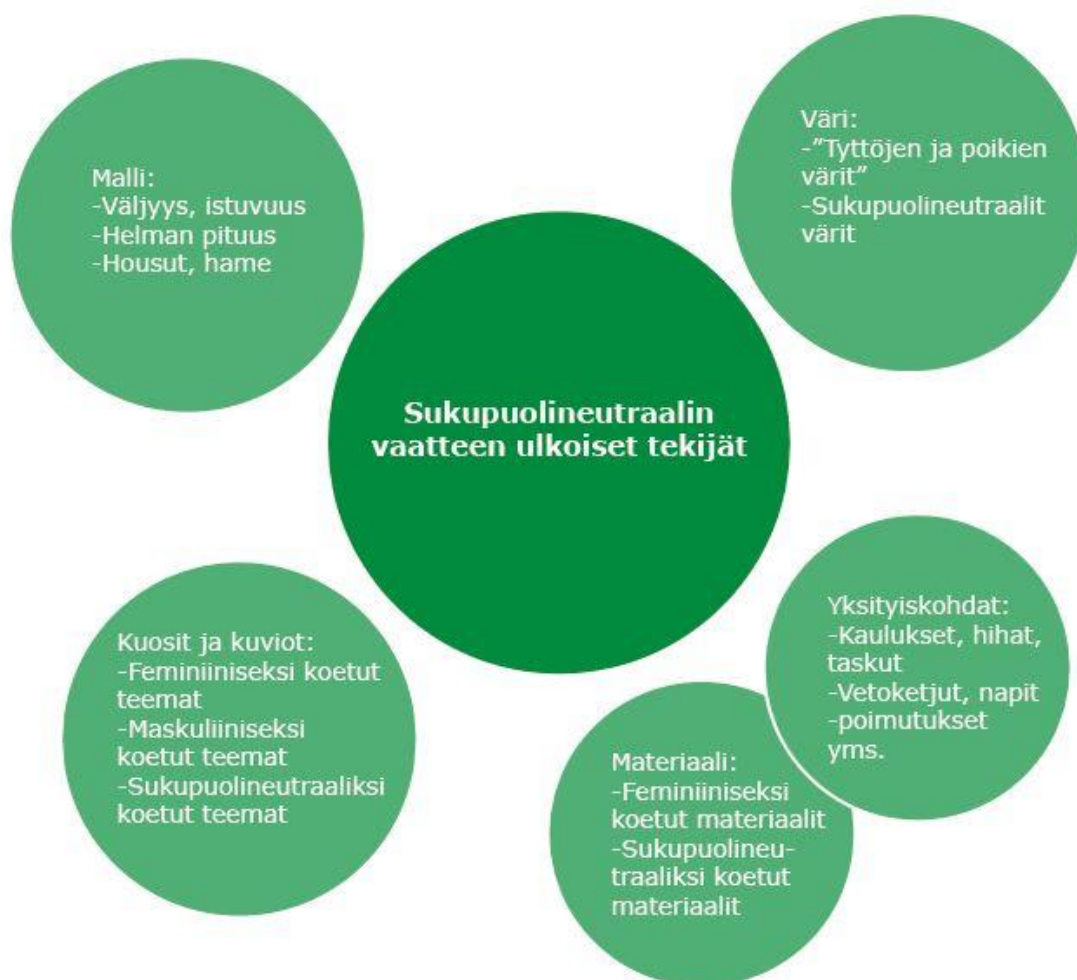 Malli:
-Väljyys, istuvuus
-Helman pituus
-Housut, hame
Väri:
-"Tyttöjen ja poikien
värit"
-Sukupuolineutraalit
värit
Sukupuolineutraalin
vaatteen ulkoiset tekijät
Kuosit ja kuviot:
-Feminiiniseksi koetut
teemat
-Maskuliiniseksi
koetut teemat
-Sukupuolineutraaliksi
koetut teemat
Materiaali:
-Feminiiniseksi
koetut materiaalit
-Sukupuolineu-
traaliksi koetut
materiaalit
Yksityiskohdat:
-Kaulukset, hihat,
taskut
-Vetoketjut, napit
-poimutukset
yms.